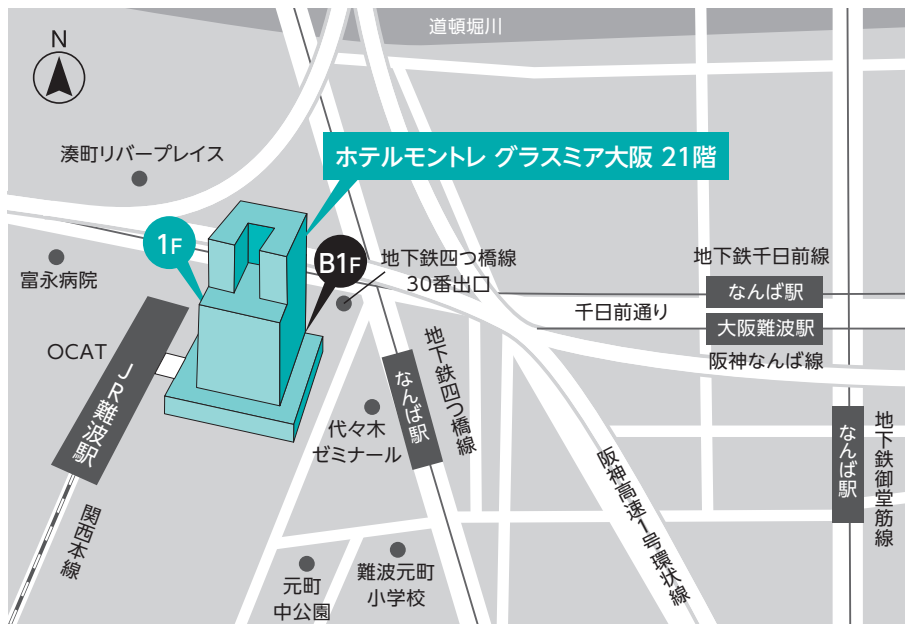 道頓堀川
N
湊町リバープレイス
ホテルモントレ グラスミア大阪 21階
1F
B1F
地下鉄四つ橋線
30番出口
富永病院
地下鉄千日前線
なんば駅
千日前通り
大阪難波駅
阪神なんば線
OCAT
JR難波駅
地下鉄四つ橋線
なんば駅
代々木
ゼミナール
なんば駅
地下鉄御堂筋線
阪神高速1号環状線
関西本線
元町
中公園
難波元町
小学校